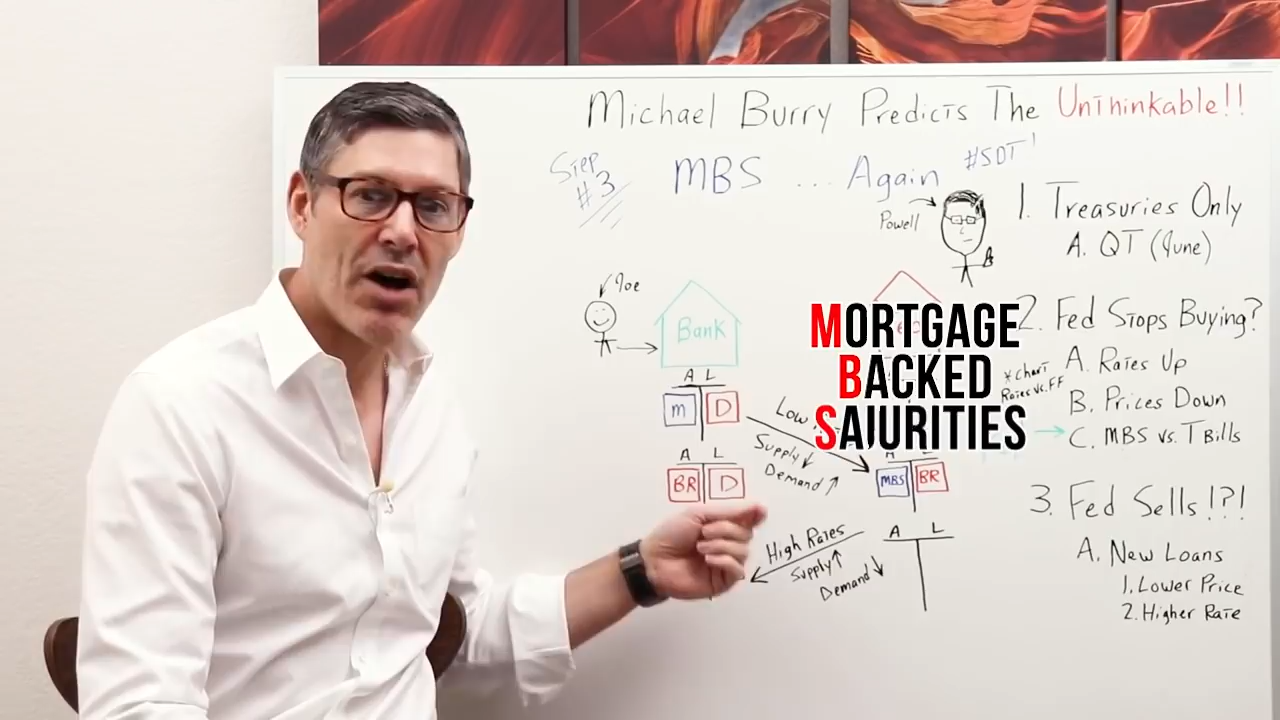 Michael Burry Predicts The Unthinkable!!
Step
#3
MBS ... Again
#SDT
Powell
1. Treasuries Only
A. QT (June)
Joe
Bank
MORTGAGE
BACKED
SAIURITIES
2. Fed Stops Buying?
A. Rates Up
*Chart
Rates vs. FF
B. Prices Down
C. MBS vs. T Bills
A L
M D
Low
Supply↓
Demand↑
A L
BR D
A L
MBS BR
3. Fed Sells!?!
A. New Loans
1. Lower Price
2. Higher Rate
High Rates
Supply↑
Demand↓
A L